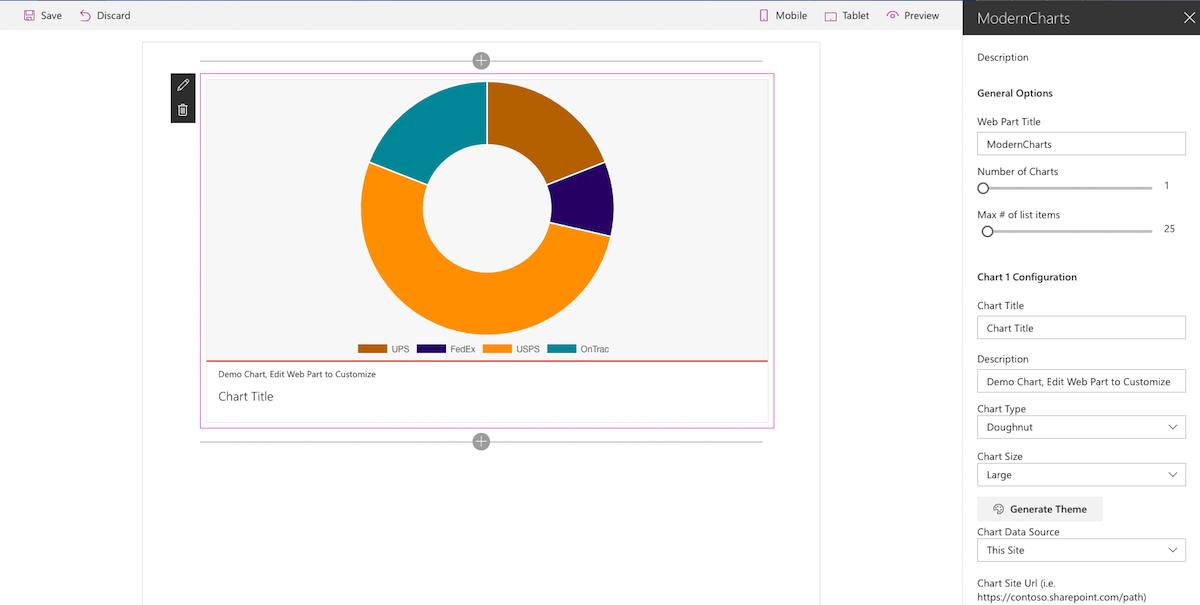 Save Discard Mobile Tablet Preview
UPS FedEx USPS OnTrac
Demo Chart, Edit Web Part to Customize
Chart Title
ModernCharts
Description
General Options
Web Part Title
ModernCharts
Number of Charts
1
Max # of list items
25
Chart 1 Configuration
Chart Title
Chart Title
Description
Demo Chart, Edit Web Part to Customize
Chart Type
Doughnut
Chart Size
Large
Generate Theme
Chart Data Source
This Site
Chart Site Url (i.e.
https://contoso.sharepoint.com/path)